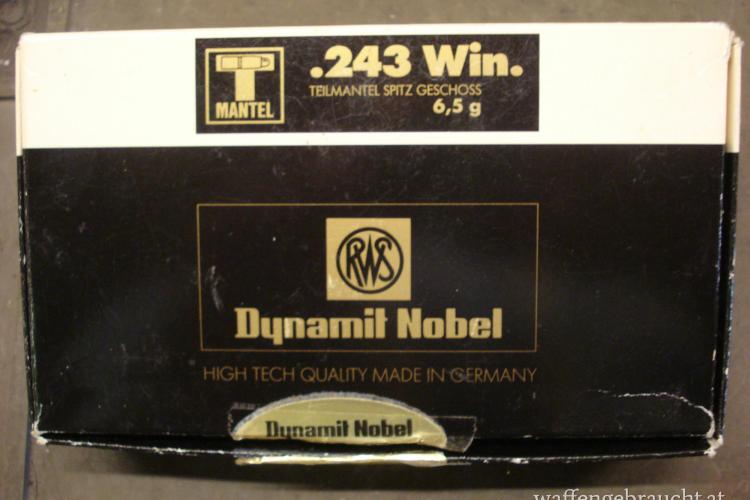 T
MANTEL
.243 Win.
TEILMANTEL SPITZ GESCHOSS
6,5 g
RWS
Dynamit Nobel
HIGH TECH QUALITY MADE IN GERMANY
Dynamit Nobel
waffengebraucht.at